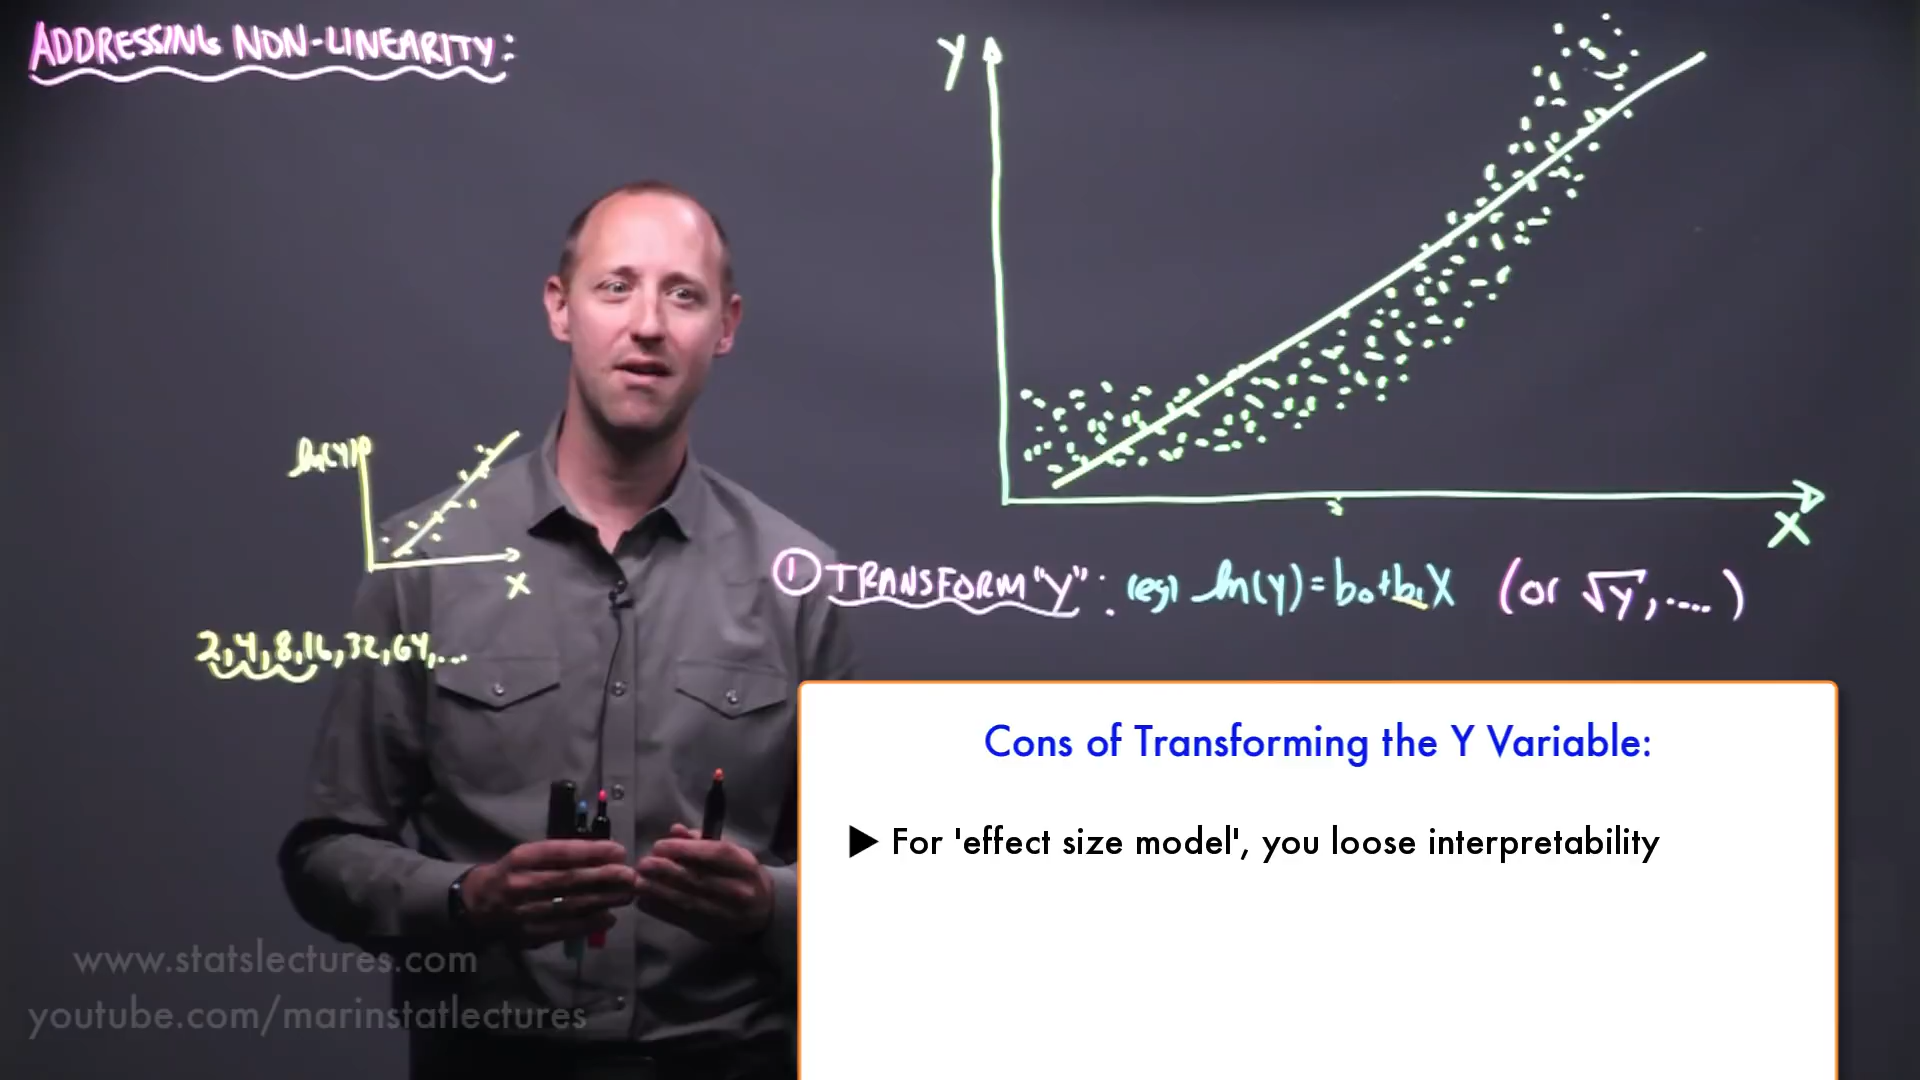 ADDRESSING NON-LINEARITY:
Y
X
ln(Y)
X
2,4,8,16,32,64,...
① TRANSFORM "Y": (eg) ln(Y)=b₀+b₁X (or √Y,....)
Cons of Transforming the Y Variable:
▶ For 'effect size model', you loose interpretability
www.statslectures.com
youtube.com/marinstatlectures